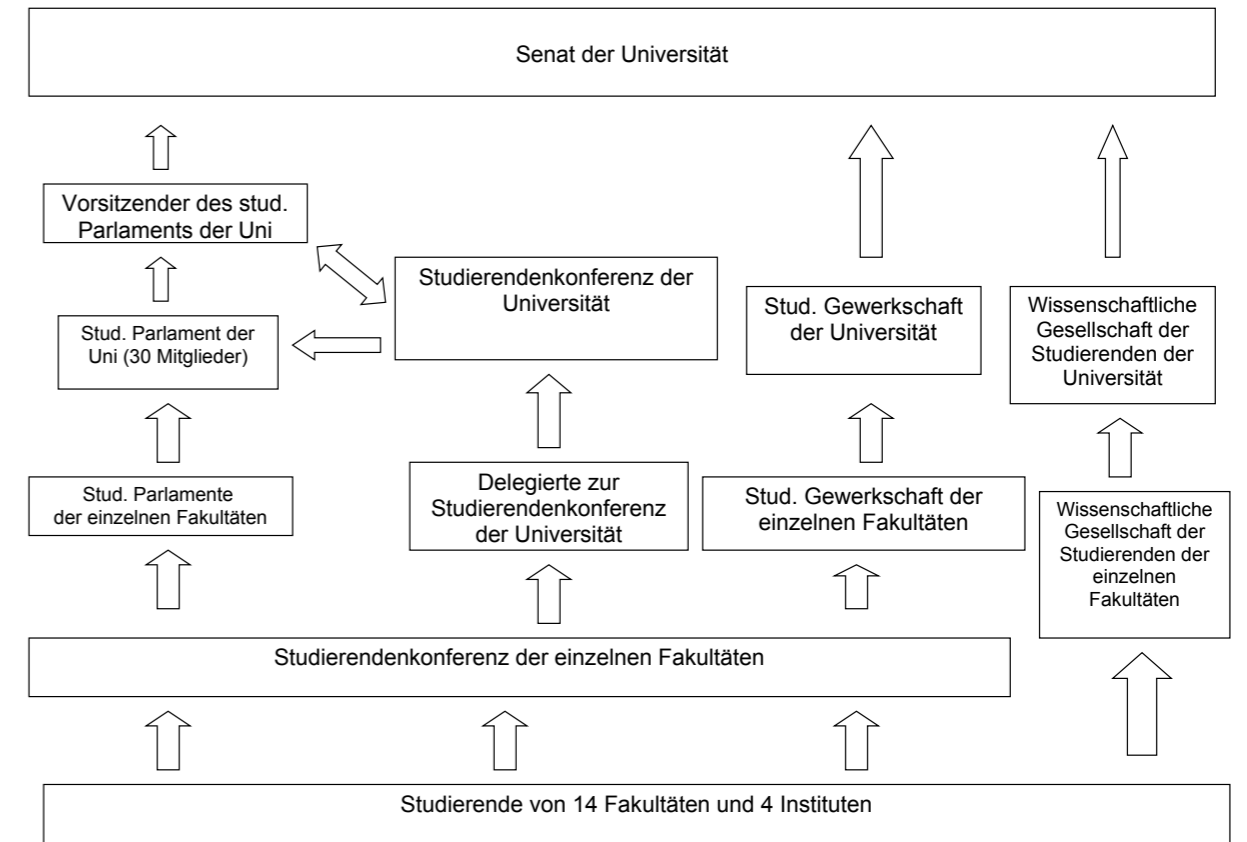 Senat der Universität
Vorsitzender des stud.
Parlaments der Uni
Studierendenkonferenz der
Universität
Stud. Gewerkschaft
der Universität
Wissenschaftliche
Gesellschaft der
Studierenden der
Universität
Stud. Parlament der
Uni (30 Mitglieder)
Stud. Parlamente
der einzelnen Fakultäten
Delegierte zur
Studierendenkonferenz
der Universität
Stud. Gewerkschaft der
einzelnen Fakultäten
Wissenschaftliche
Gesellschaft der
Studierenden der
einzelnen
Fakultäten
Studierendenkonferenz der einzelnen Fakultäten
Studierende von 14 Fakultäten und 4 Instituten